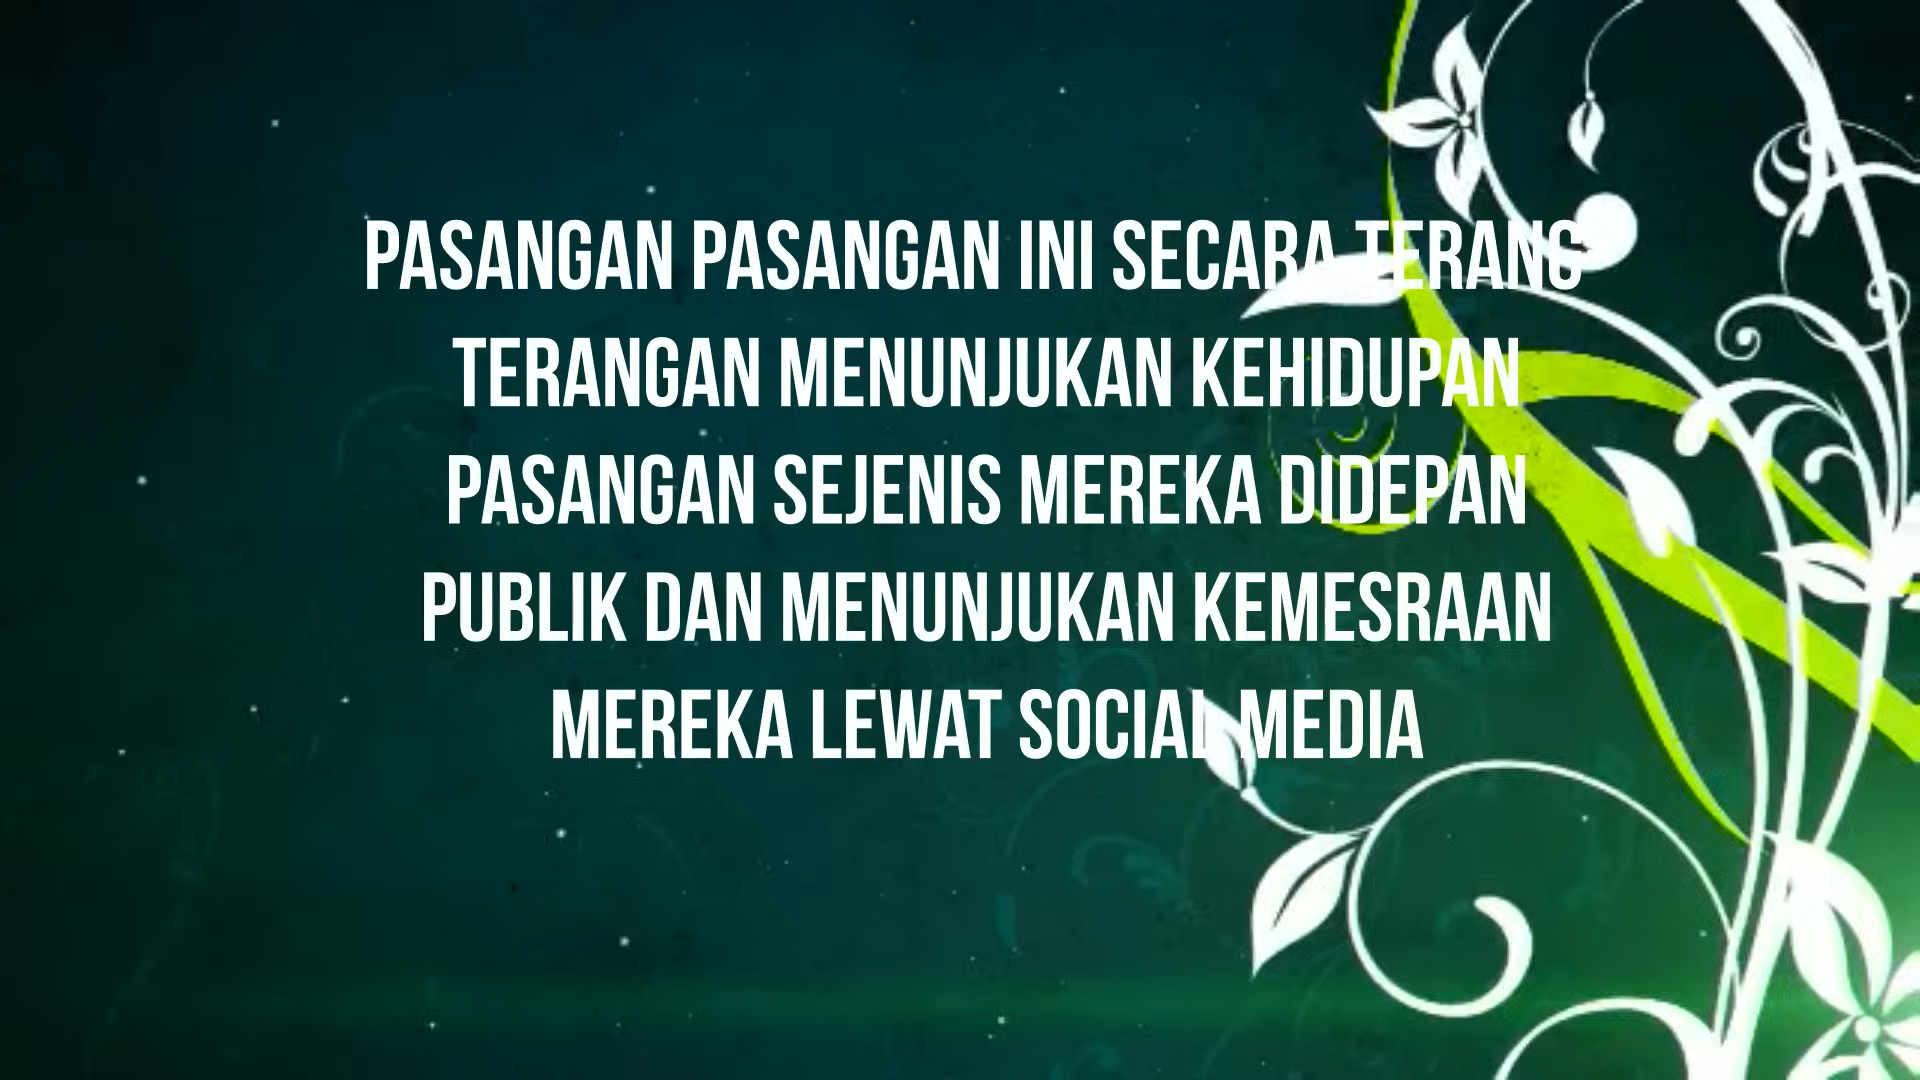 PASANGAN PASANGAN INI SECARA TERANG
TERANGAN MENUNJUKAN KEHIDUPAN
PASANGAN SEJENIS MEREKA DIDEPAN
PUBLIK DAN MENUNJUKAN KEMESRAAN
MEREKA LEWAT SOCIAL MEDIA